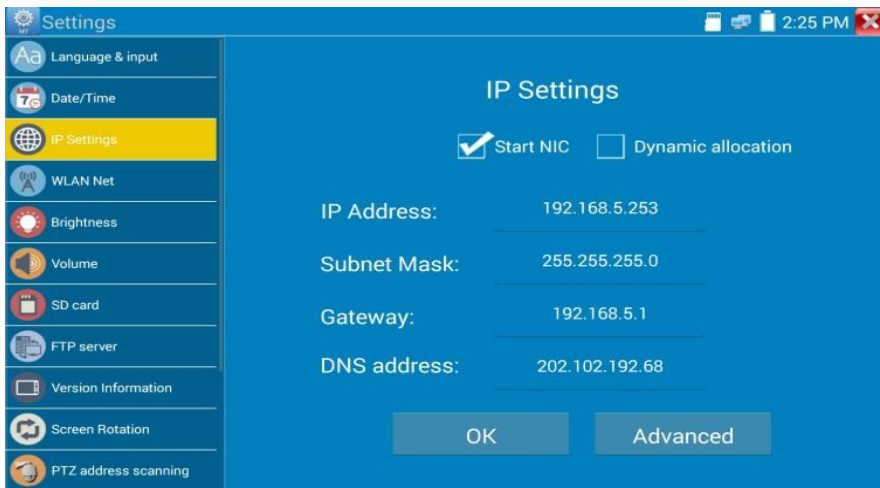 Settings
2:25 PM
Language & input
Date/Time
IP Settings
WLAN Net
Brightness
Volume
SD card
FTP server
Version Information
Screen Rotation
PTZ address scanning
IP Settings
Start NIC
Dynamic allocation
IP Address: 192.168.5.253
Subnet Mask: 255.255.255.0
Gateway: 192.168.5.1
DNS address: 202.102.192.68
OK
Advanced